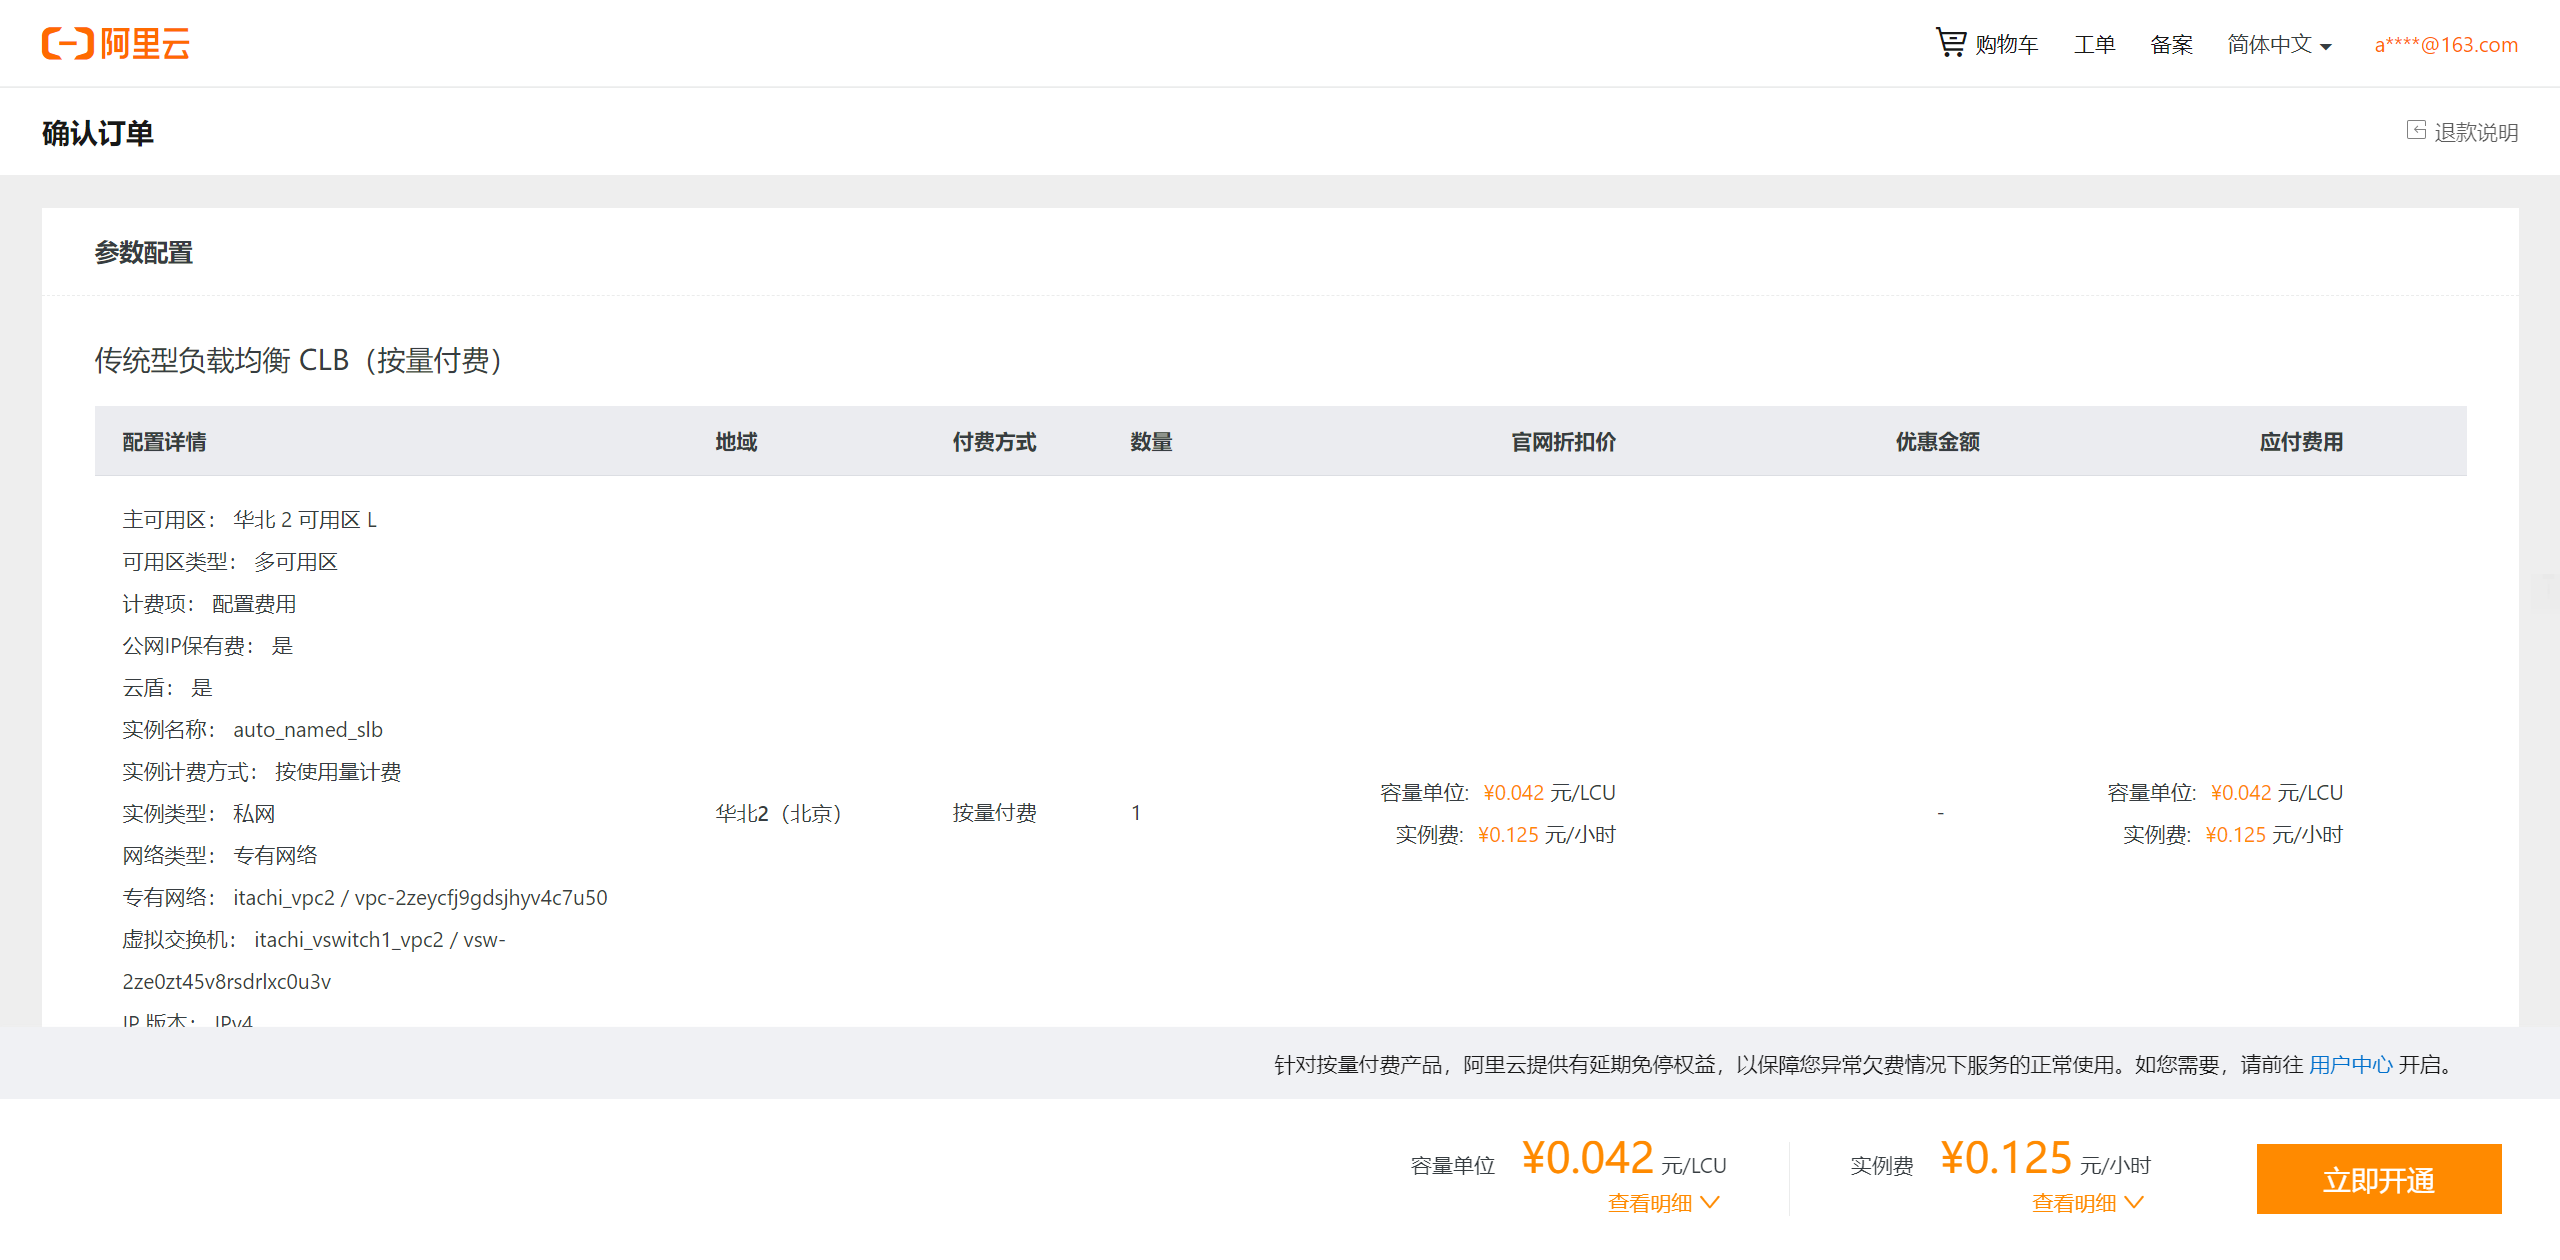 阿里云
购物车 工单 备案 简体中文 a****@163.com
确认订单
退款说明
参数配置
传统型负载均衡 CLB（按量付费）
配置详情 地域 付费方式 数量 官网折扣价 优惠金额 应付费用
主可用区： 华北 2 可用区 L
可用区类型： 多可用区
计费项： 配置费用
公网IP保有费： 是
云盾： 是
实例名称： auto_named_slb
实例计费方式： 按使用量计费
实例类型： 私网
网络类型： 专有网络
专有网络： itachi_vpc2 / vpc-2zeycfj9gdsjhyv4c7u50
虚拟交换机： itachi_vswitch1_vpc2 / vsw-
2ze0zt45v8rsdrlxc0u3v
IP 版本： IPv4
华北2（北京） 按量付费 1
容量单位: ¥0.042 元/LCU
实例费: ¥0.125 元/小时
-
容量单位: ¥0.042 元/LCU
实例费: ¥0.125 元/小时
针对按量付费产品，阿里云提供有延期免停权益，以保障您异常欠费情况下服务的正常使用。如您需要，请前往 用户中心 开启。
容量单位 ¥0.042 元/LCU
查看明细
实例费 ¥0.125 元/小时
查看明细
立即开通